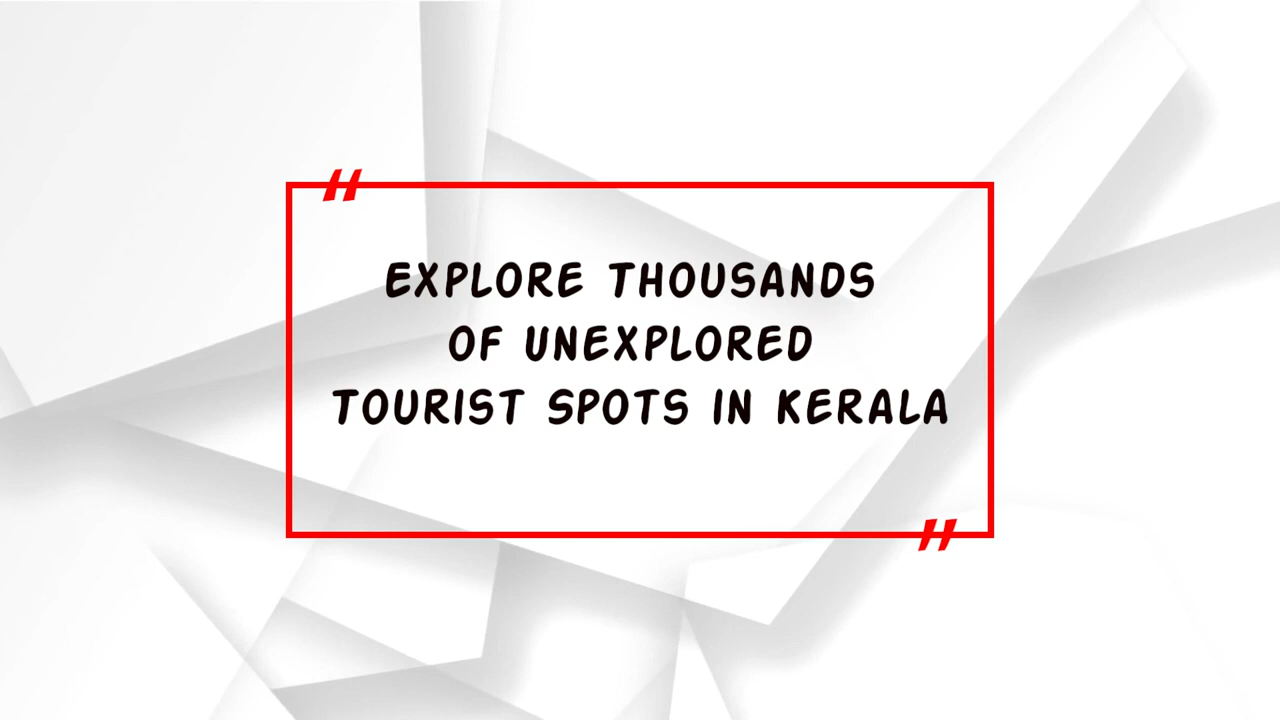 "
EXPLORE THOUSANDS
OF UNEXPLORED
TOURIST SPOTS IN KERALA
"